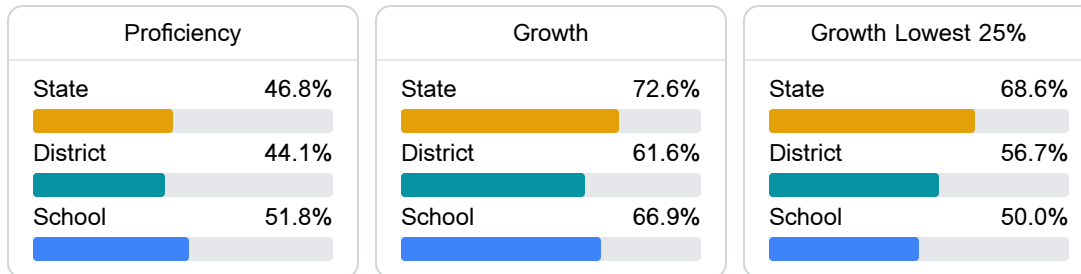 Proficiency
State 46.8%
District 44.1%
School 51.8%
Growth
State 72.6%
District 61.6%
School 66.9%
Growth Lowest 25%
State 68.6%
District 56.7%
School 50.0%